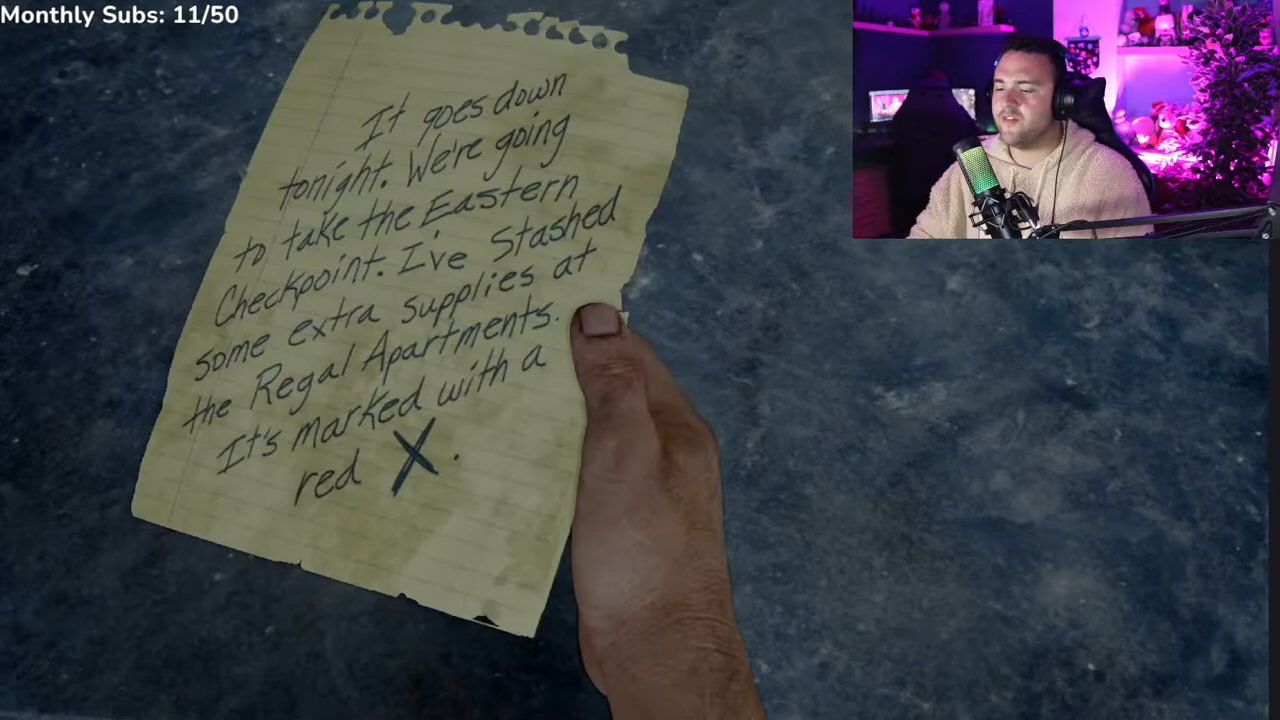 Monthly Subs: 11/50
It goes down
tonight. We're going
to take the Eastern
Checkpoint. I've Stashed
some extra supplies at
the Regal Apartments.
It's marked with a
red X.